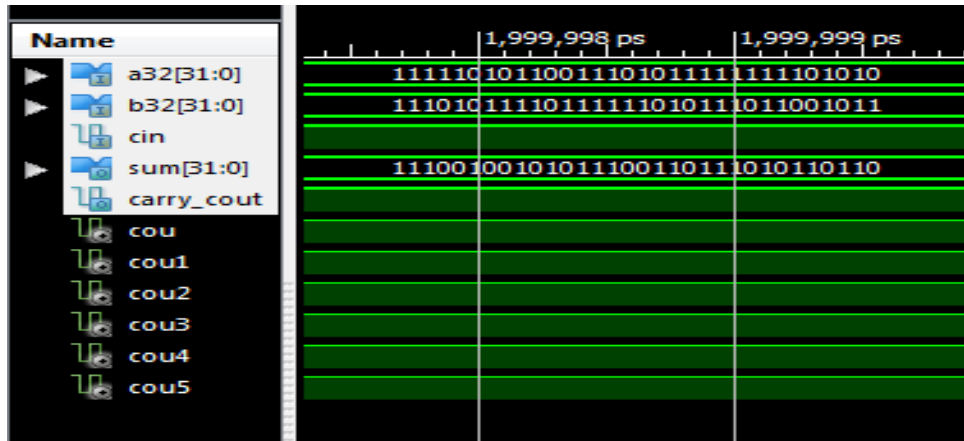 Name
1,999,998 ps 1,999,999 ps
a32[31:0] 11111010110011101011111111101010
b32[31:0] 11101011110111111010111011001011
cin
sum[31:0] 11100100101011100110111010110110
carry_cout
cou
cou1
cou2
cou3
cou4
cou5